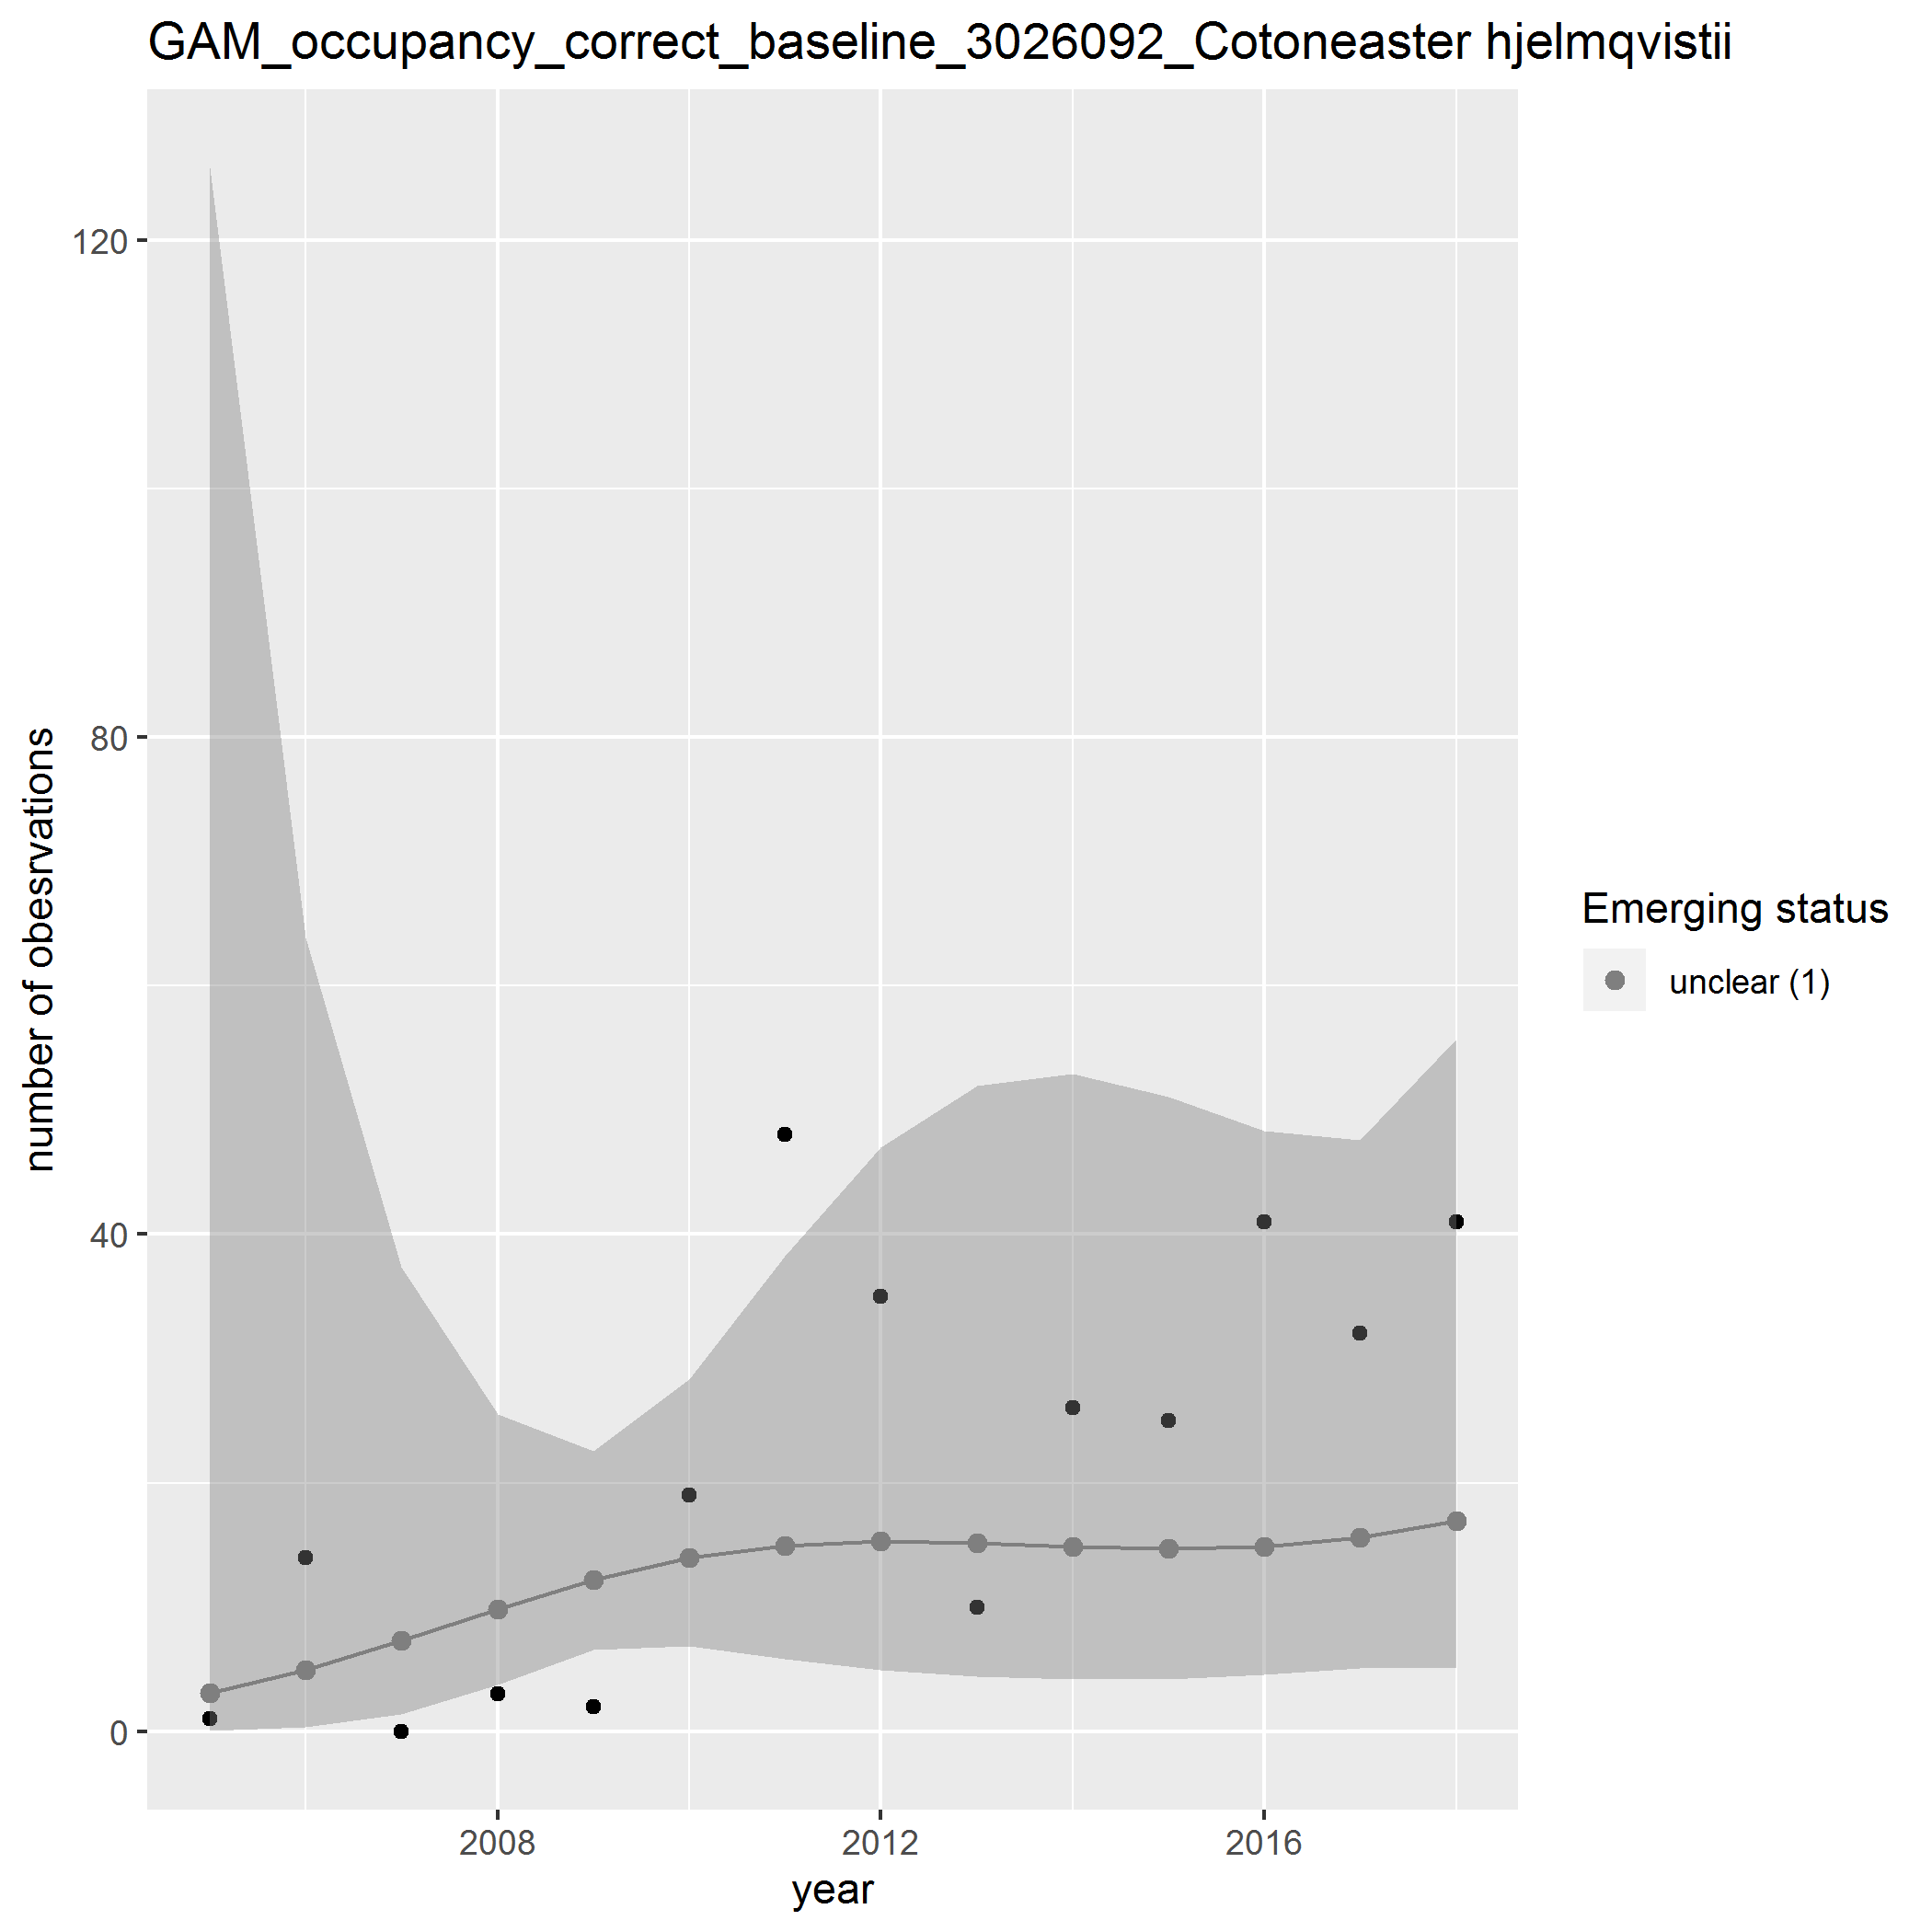 GAM_occupancy_correct_baseline_3026092_Cotoneaster hjelmqvistii
120
80
40
0
number of obesrvations
2008
2012
2016
year
Emerging status
unclear (1)